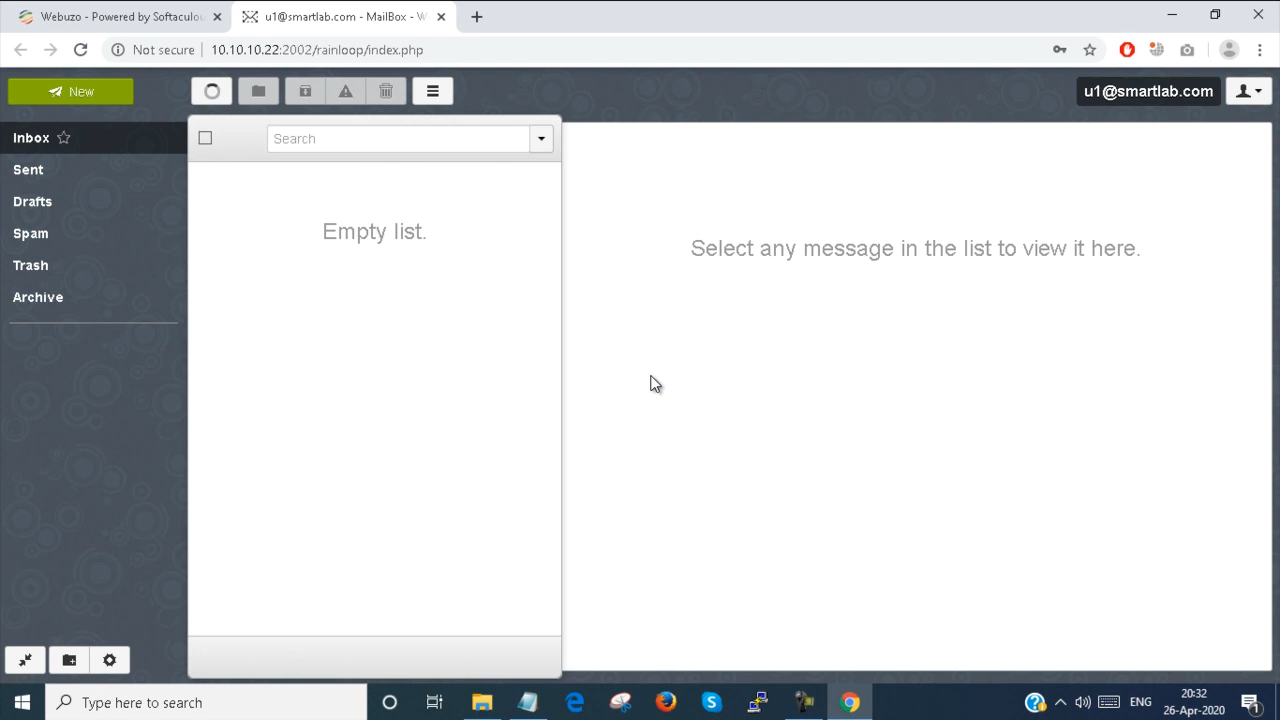 Webuzo - Powered by Softaculou
u1@smartlab.com - MailBox - W
Not secure
10.10.10.22:2002/rainloop/index.php
New
u1@smartlab.com
Inbox
Search
Sent
Drafts
Spam
Trash
Archive
Empty list.
Select any message in the list to view it here.
Type here to search
ENG
20:32
26-Apr-2020
1